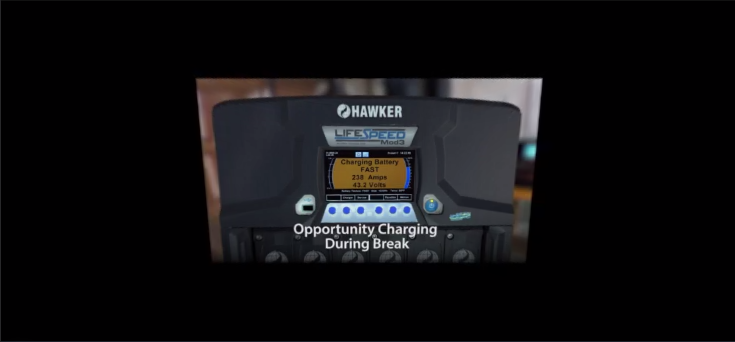 HAWKER
LIFESPEED
Mod3
Charging Battery
FAST
238 Amps
43.2 Volts
Opportunity Charging
During Break